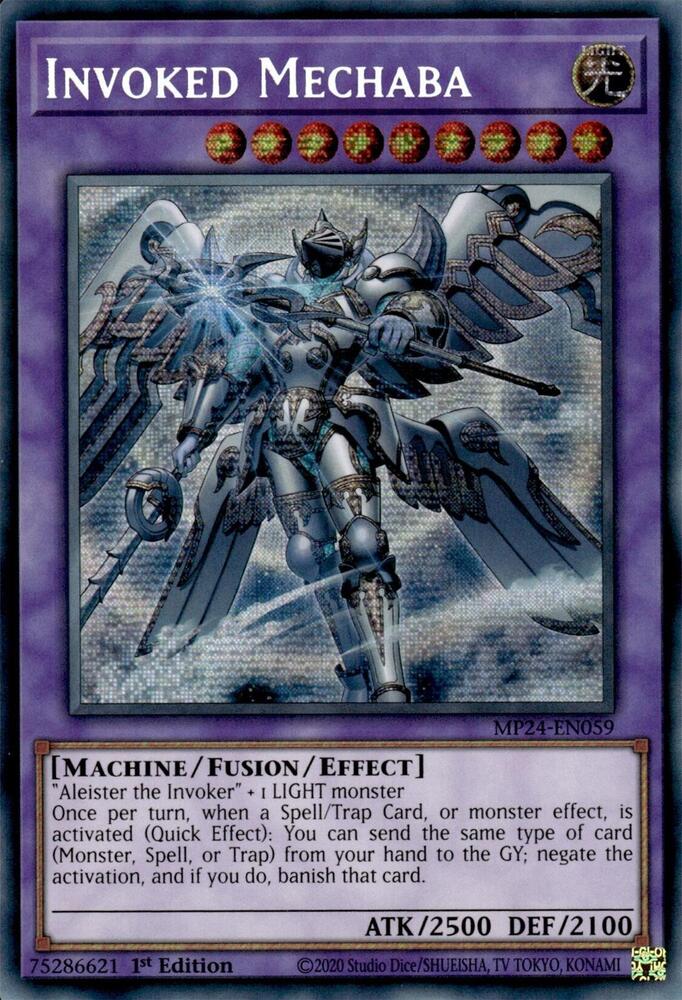 INVOKED MECHABA
LIGHT
光
MP24-EN059
[MACHINE/FUSION/EFFECT]
"Aleister the Invoker" + 1 LIGHT monster
Once per turn, when a Spell/Trap Card, or monster effect, is
activated (Quick Effect): You can send the same type of card
(Monster, Spell, or Trap) from your hand to the GY; negate the
activation, and if you do, banish that card.
ATK/2500 DEF/2100
75286621 1st Edition
©2020 Studio Dice/SHUEISHA, TV TOKYO, KONAMI